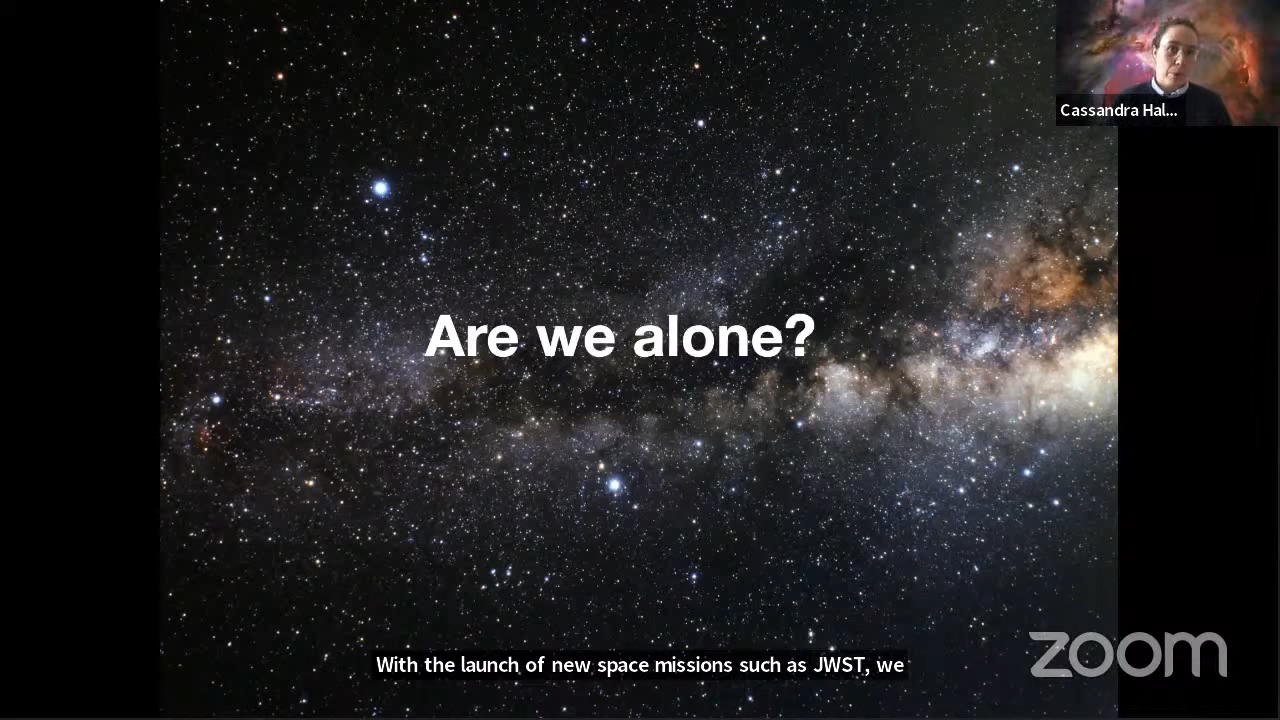 Cassandra Hal...
Are we alone?
With the launch of new space missions such as JWST, we
zoom